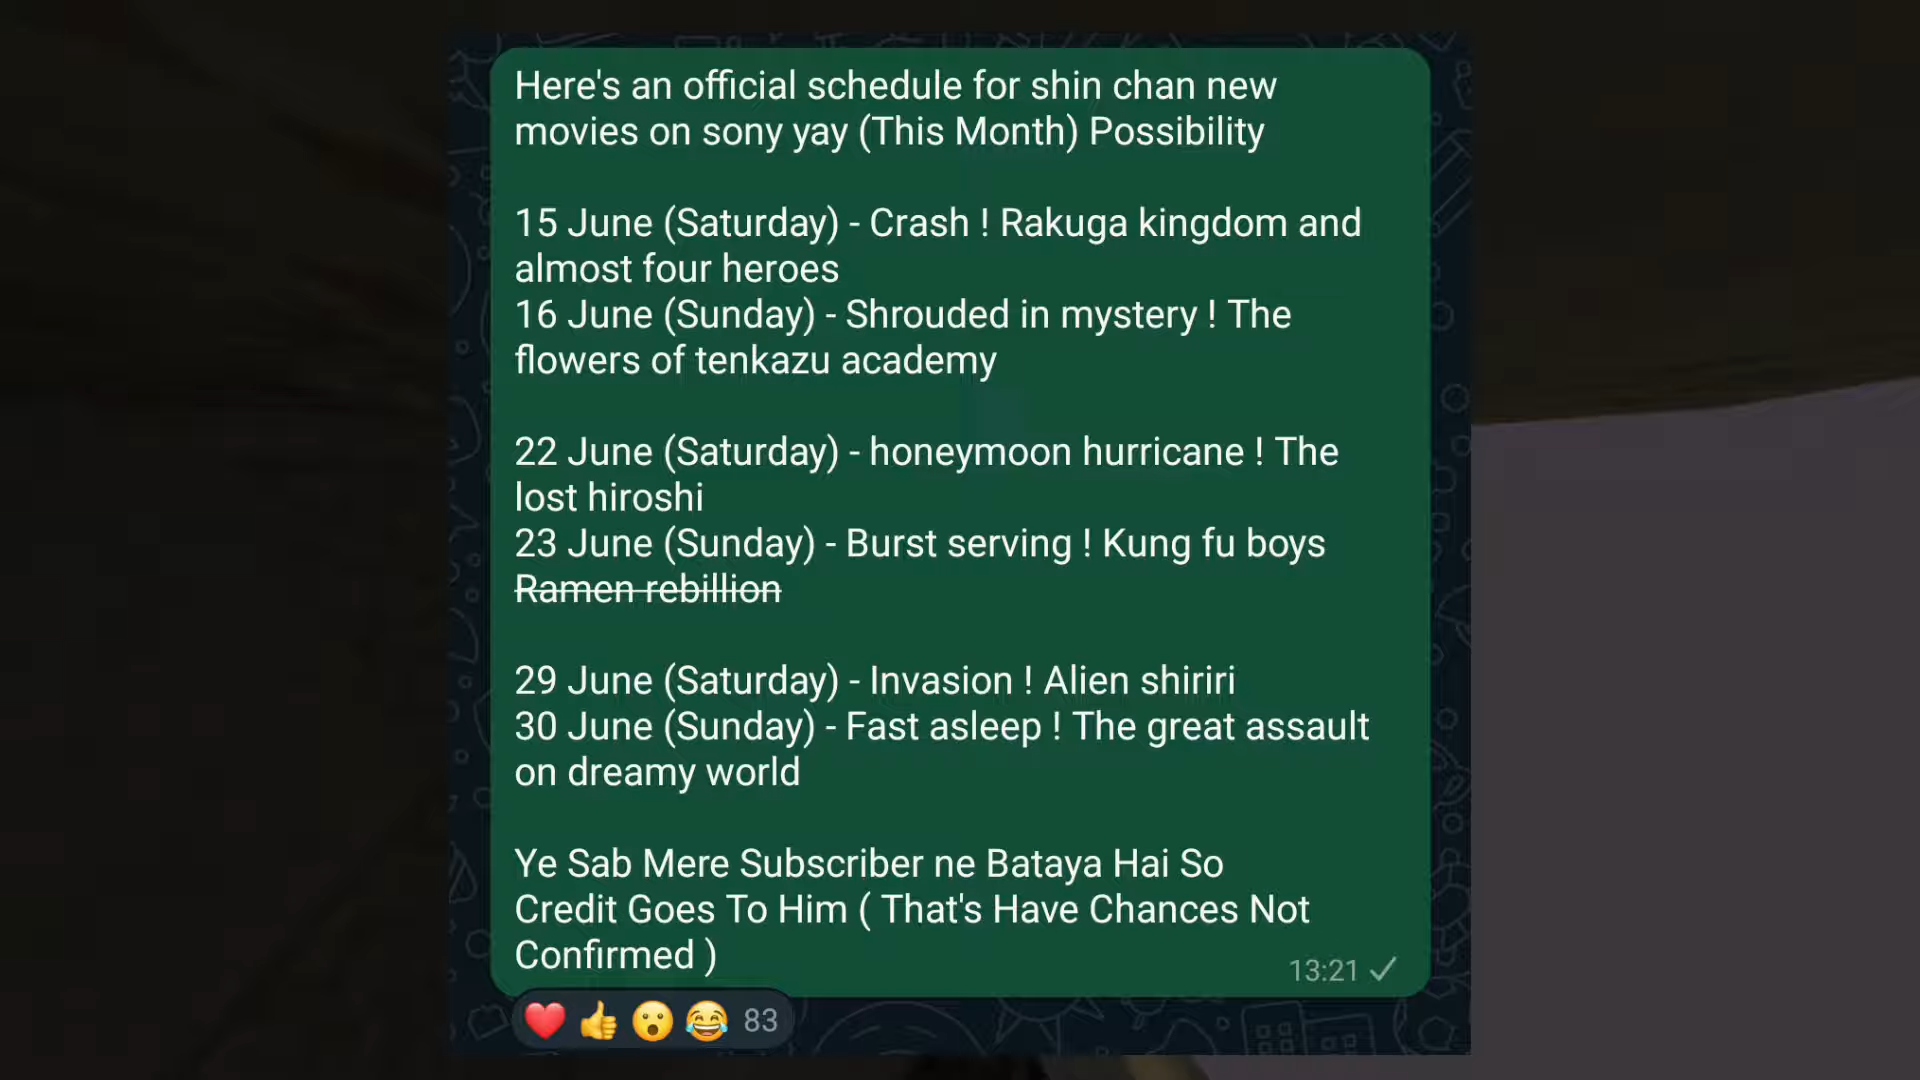 Here's an official schedule for shin chan new
movies on sony yay (This Month) Possibility
15 June (Saturday) - Crash ! Rakuga kingdom and
almost four heroes
16 June (Sunday) - Shrouded in mystery ! The
flowers of tenkazu academy
22 June (Saturday) - honeymoon hurricane ! The
lost hiroshi
23 June (Sunday) - Burst serving ! Kung fu boys
Ramen rebillion
29 June (Saturday) - Invasion ! Alien shiriri
30 June (Sunday) - Fast asleep ! The great assault
on dreamy world
Ye Sab Mere Subscriber ne Bataya Hai So
Credit Goes To Him ( That's Have Chances Not
Confirmed )
13:21
83